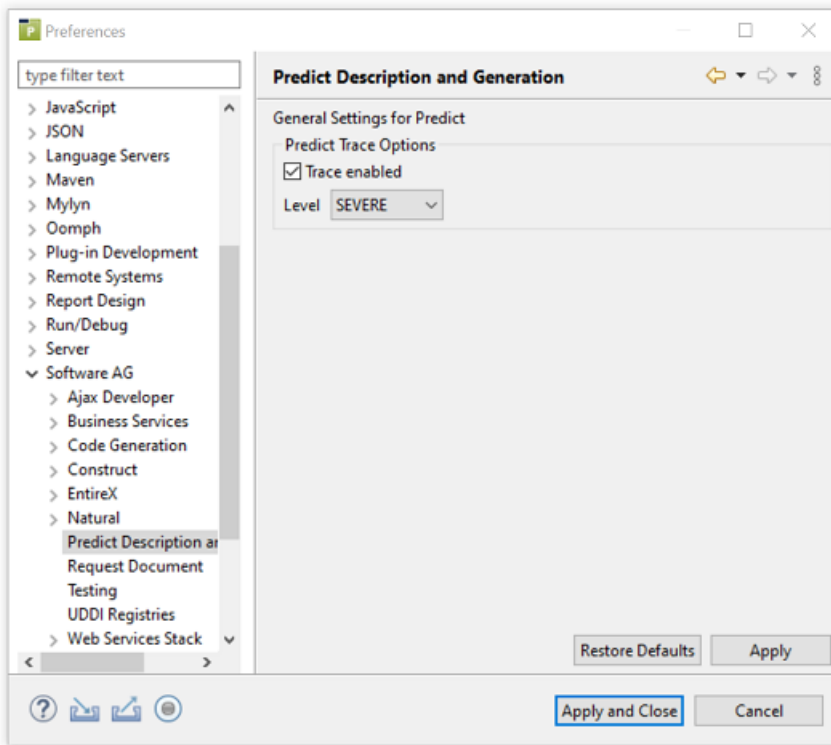 Preferences
type filter text
JavaScript
JSON
Language Servers
Maven
Mylyn
Oomph
Plug-in Development
Remote Systems
Report Design
Run/Debug
Server
Software AG
Ajax Developer
Business Services
Code Generation
Construct
EntireX
Natural
Predict Description ar
Request Document
Testing
UDDI Registries
Web Services Stack
Predict Description and Generation
General Settings for Predict
Predict Trace Options
Trace enabled
Level SEVERE
Restore Defaults Apply
Apply and Close Cancel